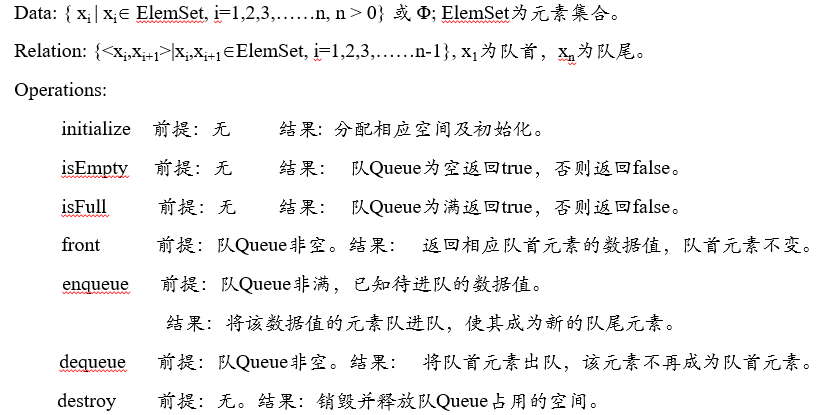 Data: { xi | xi∈ ElemSet, i=1,2,3,……n, n > 0} 或 Φ; ElemSet为元素集合。
Relation: {<xi,xi+1>|xi,xi+1∈ElemSet, i=1,2,3,……n-1}, x1为队首，xn为队尾。
Operations:
initialize 前提：无 结果：分配相应空间及初始化。
isEmpty 前提：无 结果： 队Queue为空返回true，否则返回false。
isFull 前提：无 结果： 队Queue为满返回true，否则返回false。
front 前提：队Queue非空。结果： 返回相应队首元素的数据值，队首元素不变。
enqueue 前提：队Queue非满，已知待进队的数据值。
结果：将该数据值的元素队进队，使其成为新的队尾元素。
dequeue 前提：队Queue非空。结果： 将队首元素出队，该元素不再成为队首元素。
destroy 前提：无。结果：销毁并释放队Queue占用的空间。